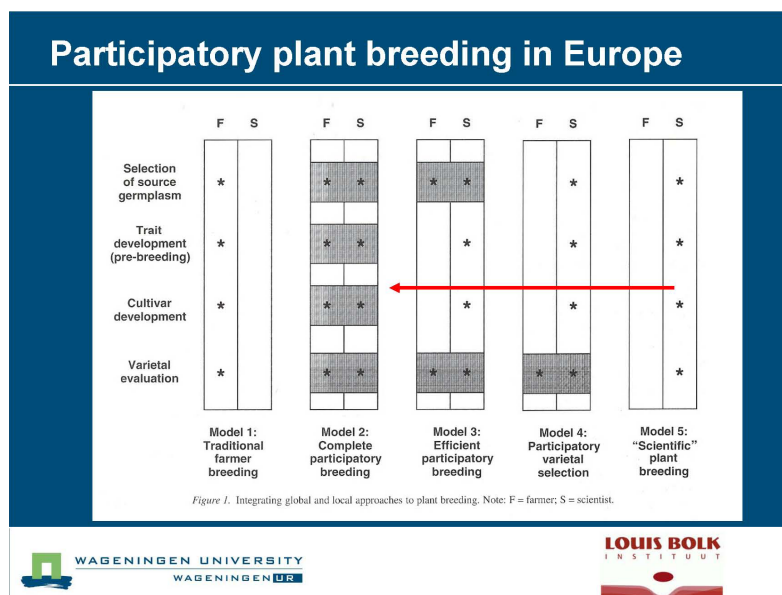 Participatory plant breeding in Europe
F S F S F S F S F S
Selection
of source
germplasm
* * * * * * *
Trait
development
(pre-breeding)
* * * * * *
Cultivar
development
* * * * * *
Varietal
evaluation
* * * * * * * *
Model 1:
Traditional
farmer
breeding
Model 2:
Complete
participatory
breeding
Model 3:
Efficient
participatory
breeding
Model 4:
Participatory
varietal
selection
Model 5:
“Scientific”
plant
breeding
Figure 1. Integrating global and local approaches to plant breeding. Note: F = farmer; S = scientist.
WAGENINGEN UNIVERSITY
WAGENINGEN UR
LOUIS BOLK
INSTITUUT